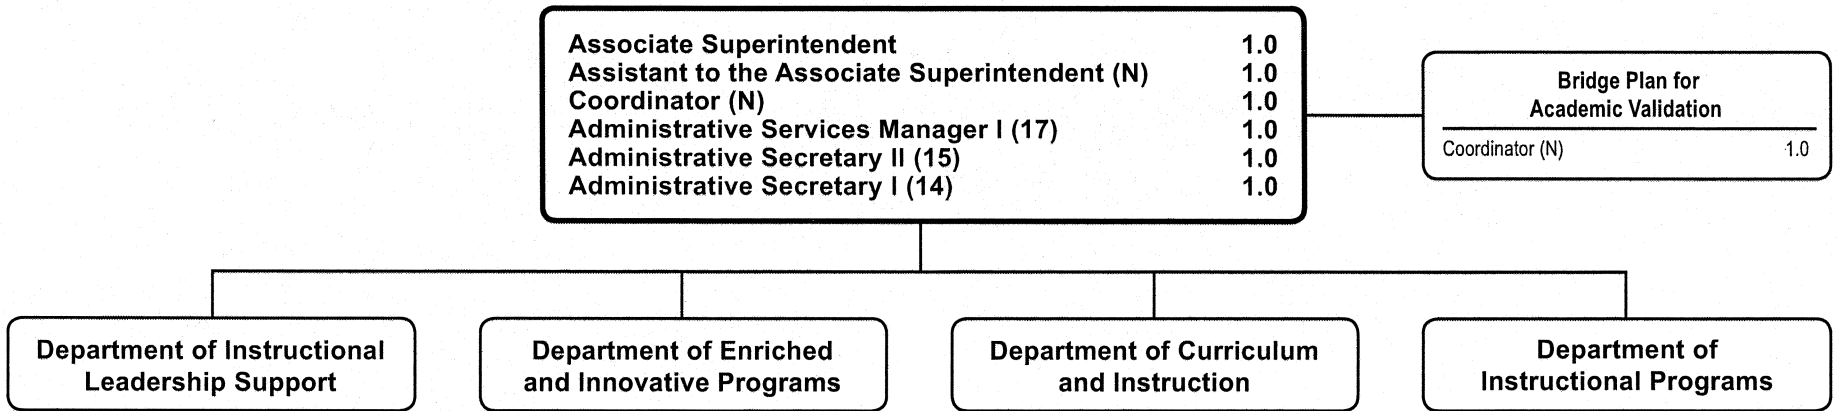 Associate Superintendent 1.0
Assistant to the Associate Superintendent (N) 1.0
Coordinator (N) 1.0
Administrative Services Manager I (17) 1.0
Administrative Secretary II (15) 1.0
Administrative Secretary I (14) 1.0
Bridge Plan for
Academic Validation
Coordinator (N) 1.0
Department of Instructional
Leadership Support
Department of Enriched
and Innovative Programs
Department of Curriculum
and Instruction
Department of
Instructional Programs